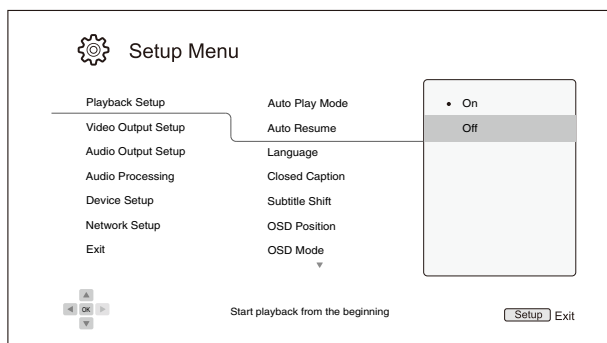 Setup Menu
Playback Setup
Video Output Setup
Audio Output Setup
Audio Processing
Device Setup
Network Setup
Exit
Auto Play Mode
Auto Resume
Language
Closed Caption
Subtitle Shift
OSD Position
OSD Mode
• On
Off
OK
Start playback from the beginning
Setup Exit